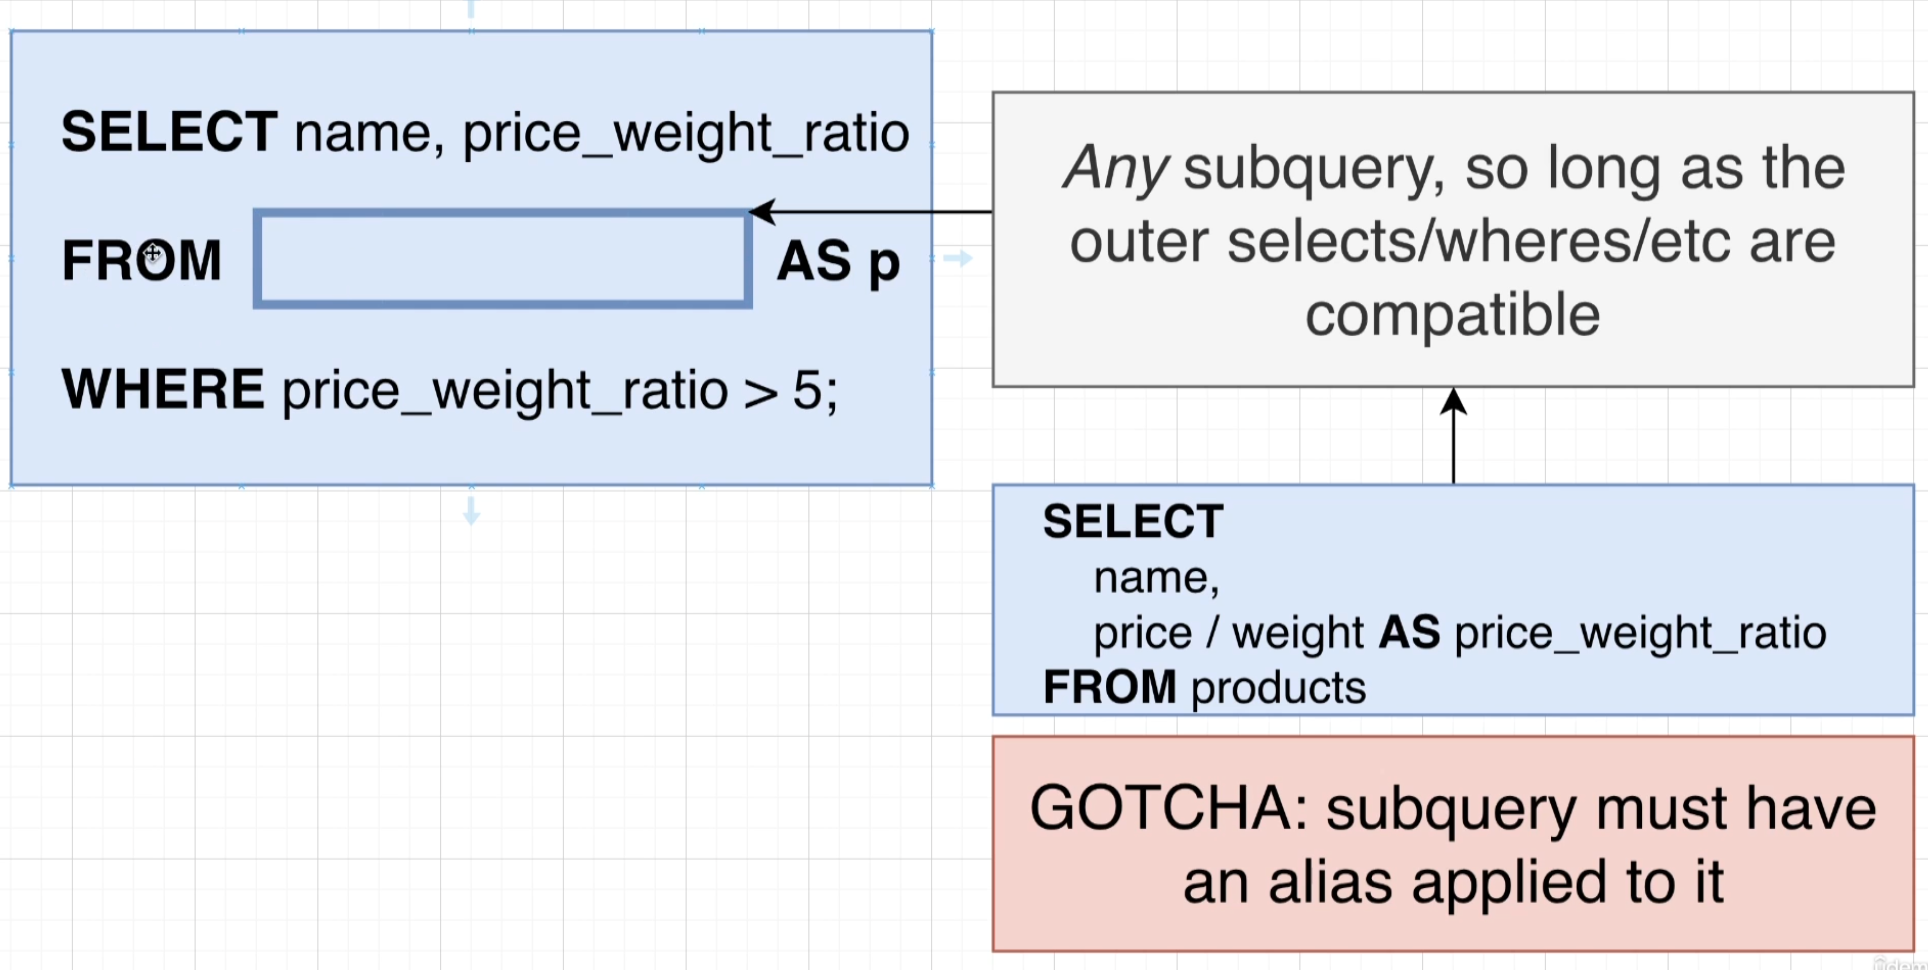 SELECT name, price_weight_ratio
FROM AS p
WHERE price_weight_ratio > 5;
Any subquery, so long as the
outer selects/wheres/etc are
compatible
SELECT
name,
price / weight AS price_weight_ratio
FROM products
GOTCHA: subquery must have
an alias applied to it